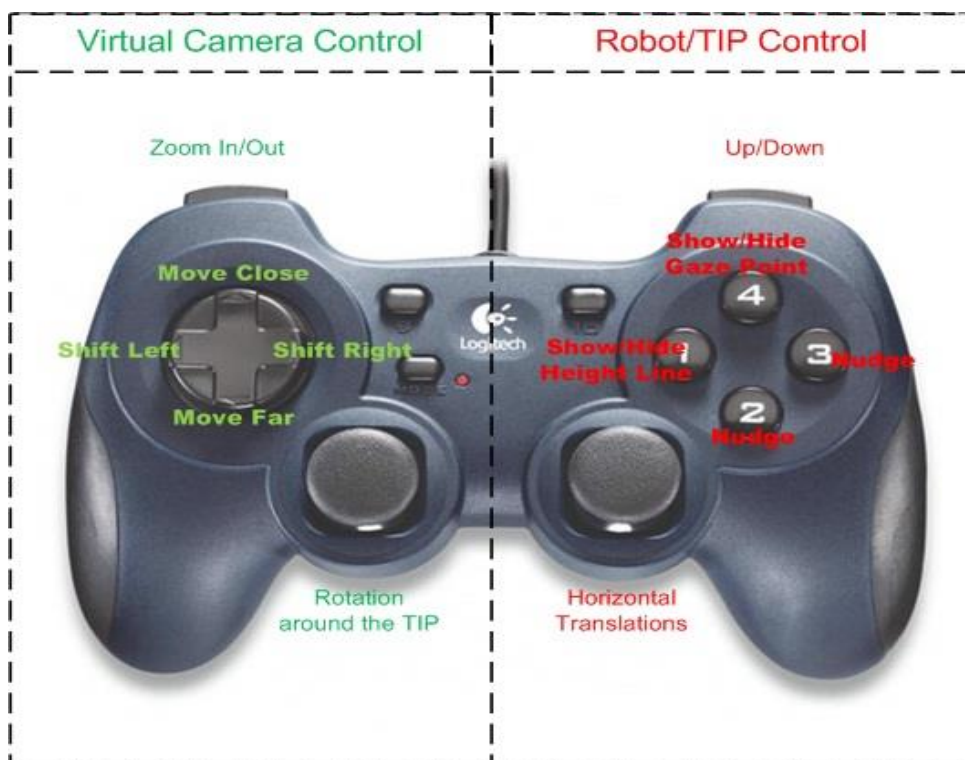 Virtual Camera Control
Robot/TIP Control
Zoom In/Out
Up/Down
Move Close
Shift Left
Shift Right
Move Far
Logitech
MODE
Show/Hide
Gaze Point
4
Show/Hide
Height Line
1
3
Nudge
2
Nudge
Rotation
around the TIP
Horizontal
Translations